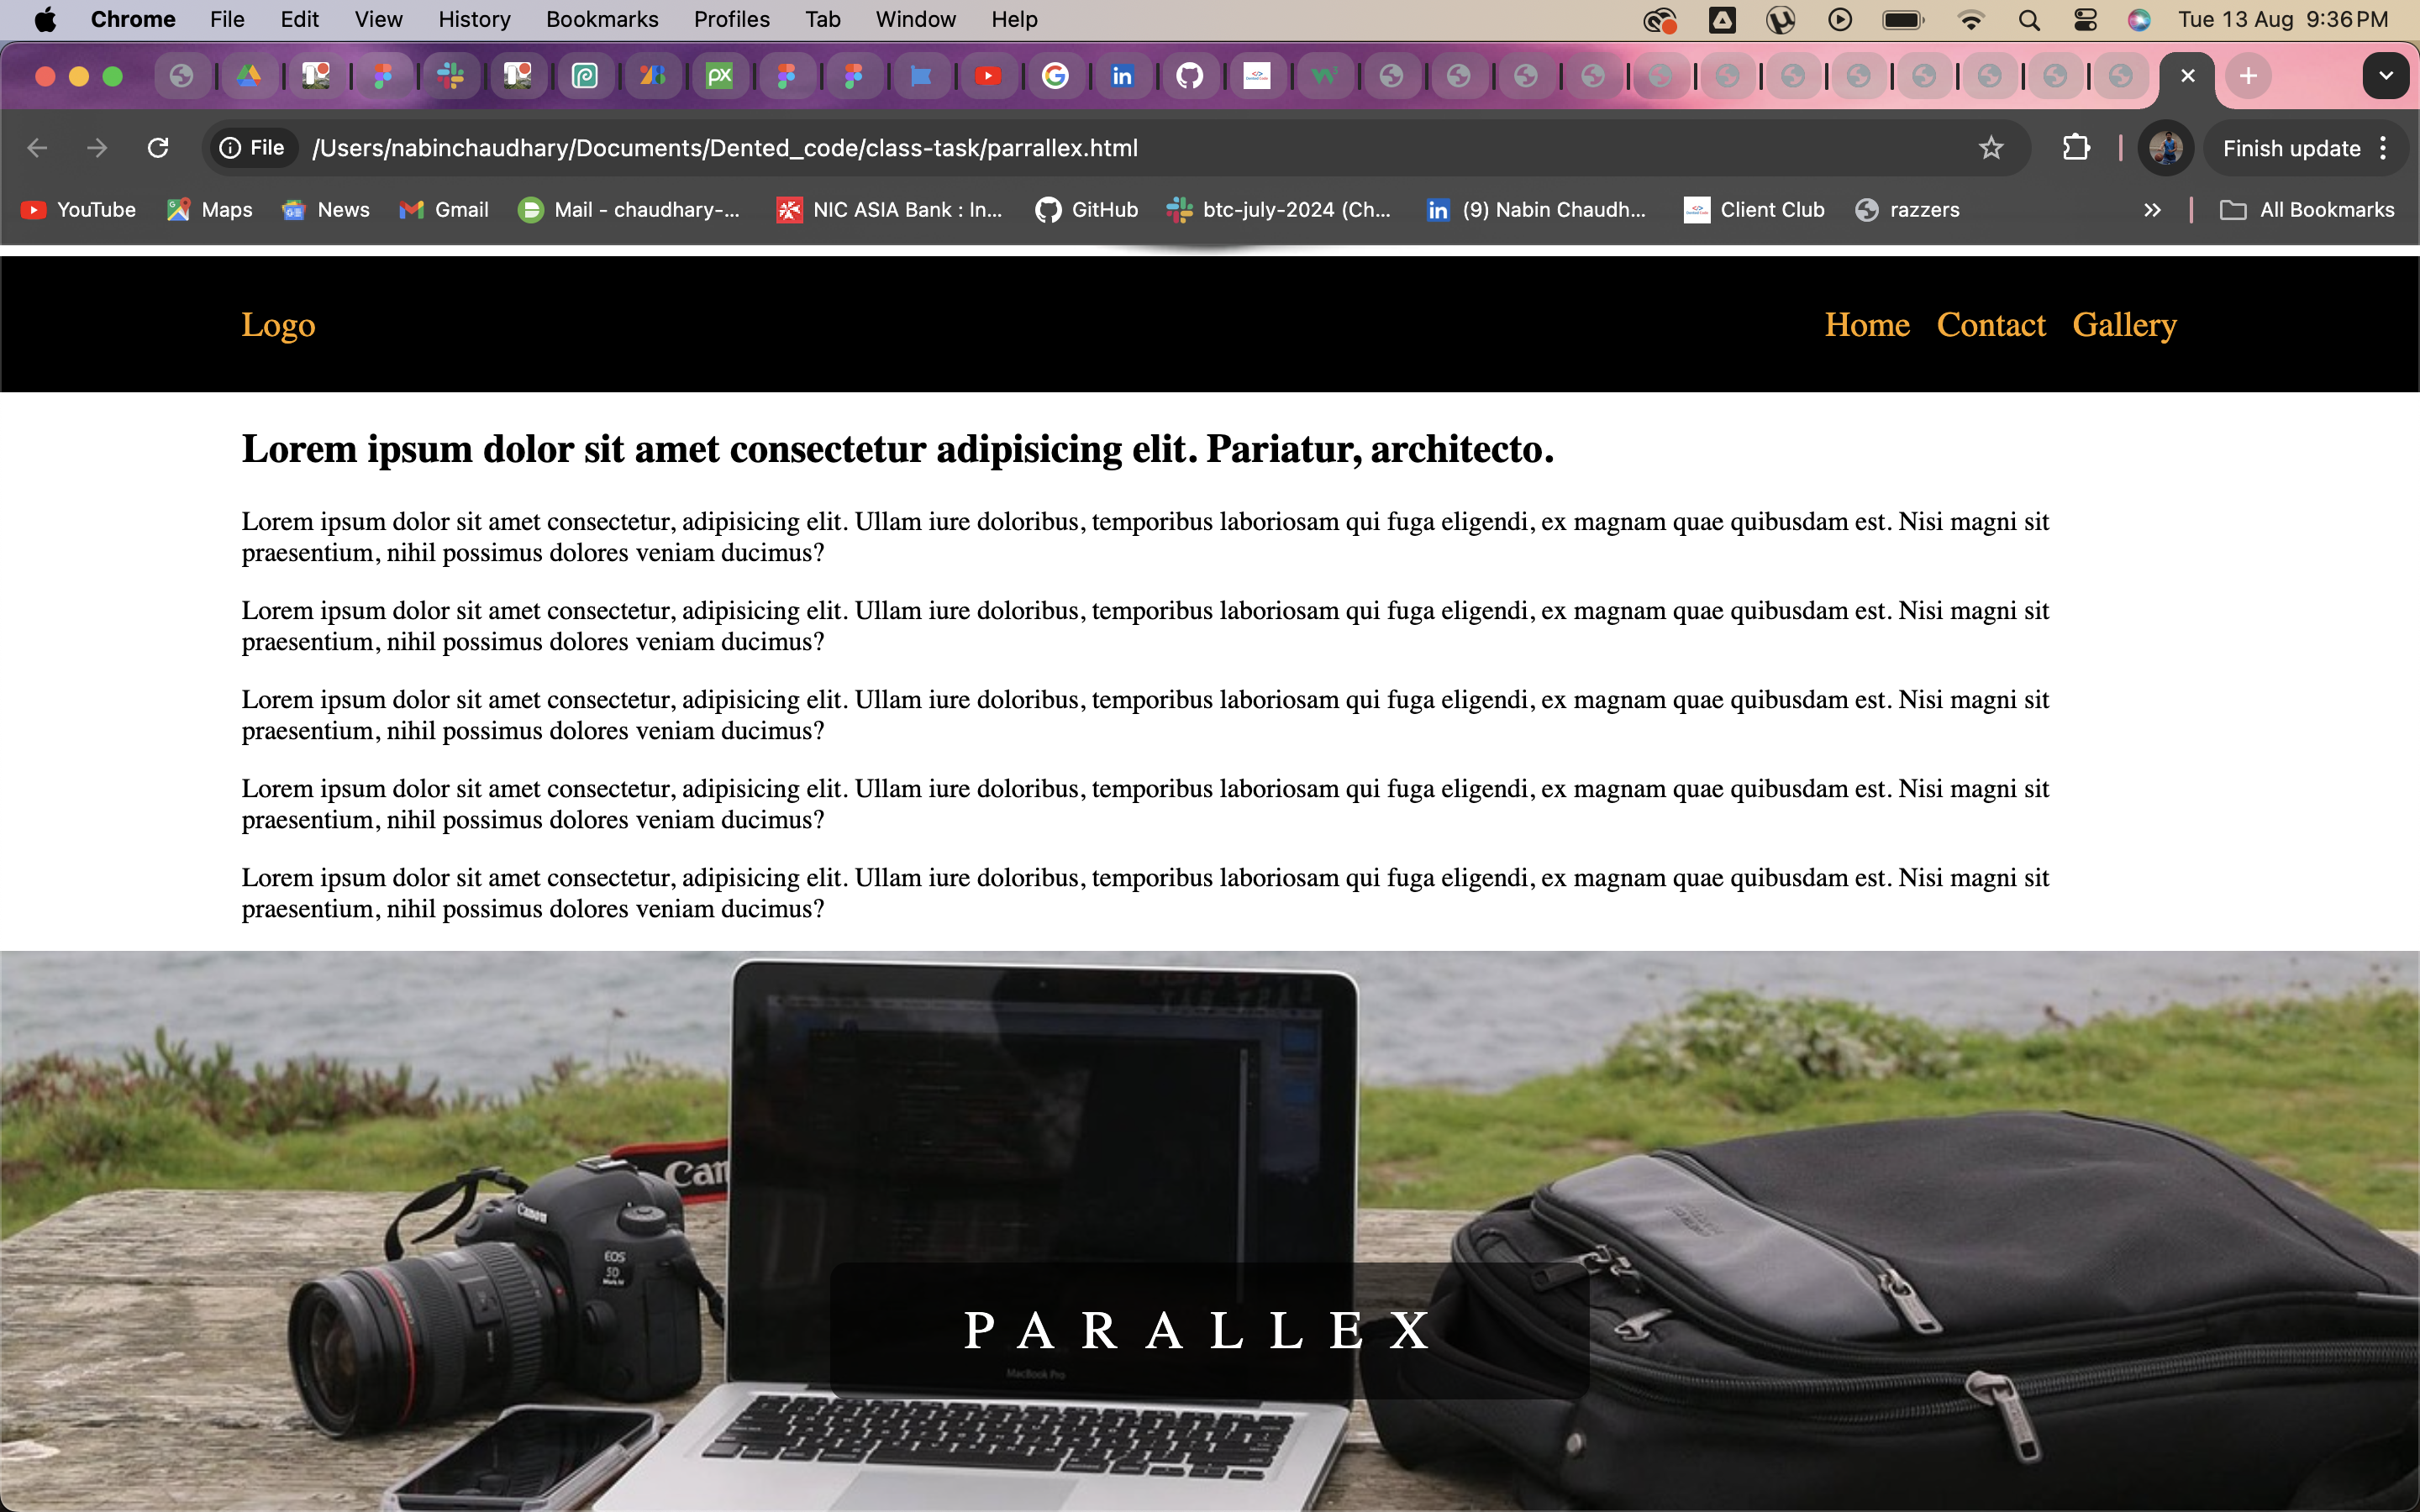 Chrome File Edit View History Bookmarks Profiles Tab Window Help Tue 13 Aug 9:36 PM
File /Users/nabinchaudhary/Documents/Dented_code/class-task/parrallex.html Finish update
YouTube Maps News Gmail Mail - chaudhary-... NIC ASIA Bank : In... GitHub btc-july-2024 (Ch... (9) Nabin Chaudh... Client Club razzers All Bookmarks
Logo Home Contact Gallery
Lorem ipsum dolor sit amet consectetur adipisicing elit. Pariatur, architecto.
Lorem ipsum dolor sit amet consectetur, adipisicing elit. Ullam iure doloribus, temporibus laboriosam qui fuga eligendi, ex magnam quae quibusdam est. Nisi magni sit
praesentium, nihil possimus dolores veniam ducimus?
Lorem ipsum dolor sit amet consectetur, adipisicing elit. Ullam iure doloribus, temporibus laboriosam qui fuga eligendi, ex magnam quae quibusdam est. Nisi magni sit
praesentium, nihil possimus dolores veniam ducimus?
Lorem ipsum dolor sit amet consectetur, adipisicing elit. Ullam iure doloribus, temporibus laboriosam qui fuga eligendi, ex magnam quae quibusdam est. Nisi magni sit
praesentium, nihil possimus dolores veniam ducimus?
Lorem ipsum dolor sit amet consectetur, adipisicing elit. Ullam iure doloribus, temporibus laboriosam qui fuga eligendi, ex magnam quae quibusdam est. Nisi magni sit
praesentium, nihil possimus dolores veniam ducimus?
Lorem ipsum dolor sit amet consectetur, adipisicing elit. Ullam iure doloribus, temporibus laboriosam qui fuga eligendi, ex magnam quae quibusdam est. Nisi magni sit
praesentium, nihil possimus dolores veniam ducimus?
Can
Canon
EOS
5D
PARALLEX
MacBook Pro